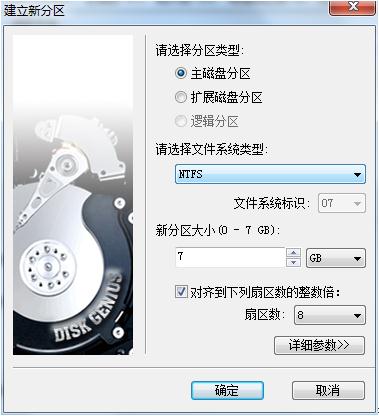 建立新分区
请选择分区类型:
主磁盘分区
扩展磁盘分区
逻辑分区
请选择文件系统类型:
NTFS
文件系统标识: 07
新分区大小(0 - 7 GB):
7 GB
对齐到下列扇区数的整数倍:
扇区数: 8
详细参数>>
DISK GENIUS
确定 取消